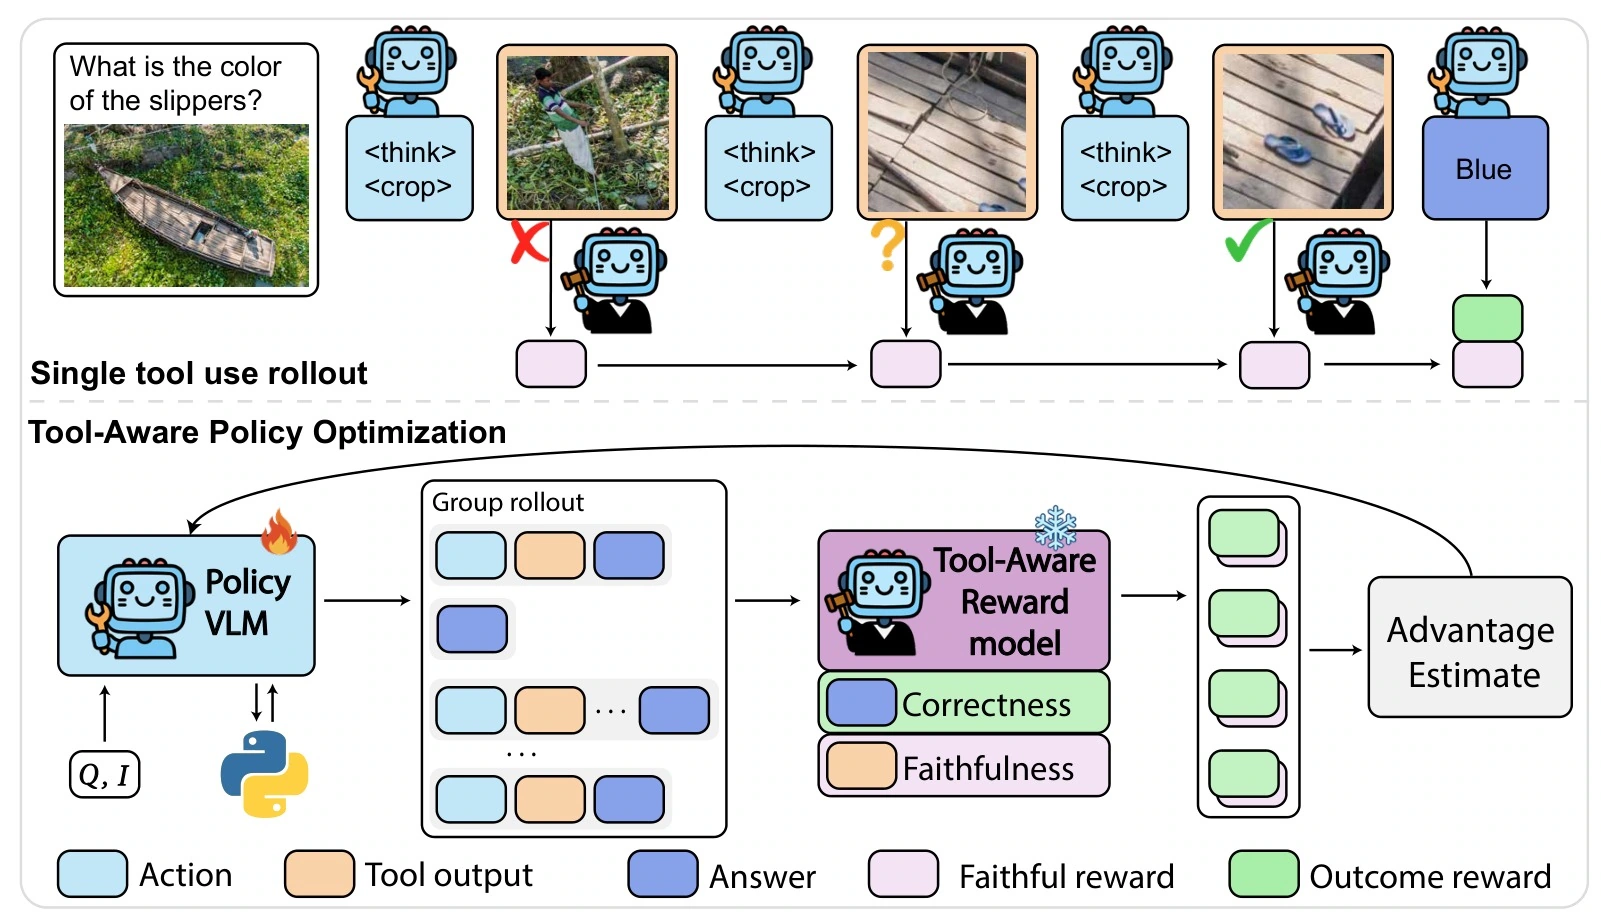 What is the color
of the slippers?
<think>
<crop>
<think>
<crop>
<think>
<crop>
Blue
?
Single tool use rollout
Tool-Aware Policy Optimization
Policy
VLM
Q, I
Group rollout
...
...
Tool-Aware
Reward
model
Correctness
Faithfulness
Advantage
Estimate
Action
Tool output
Answer
Faithful reward
Outcome reward